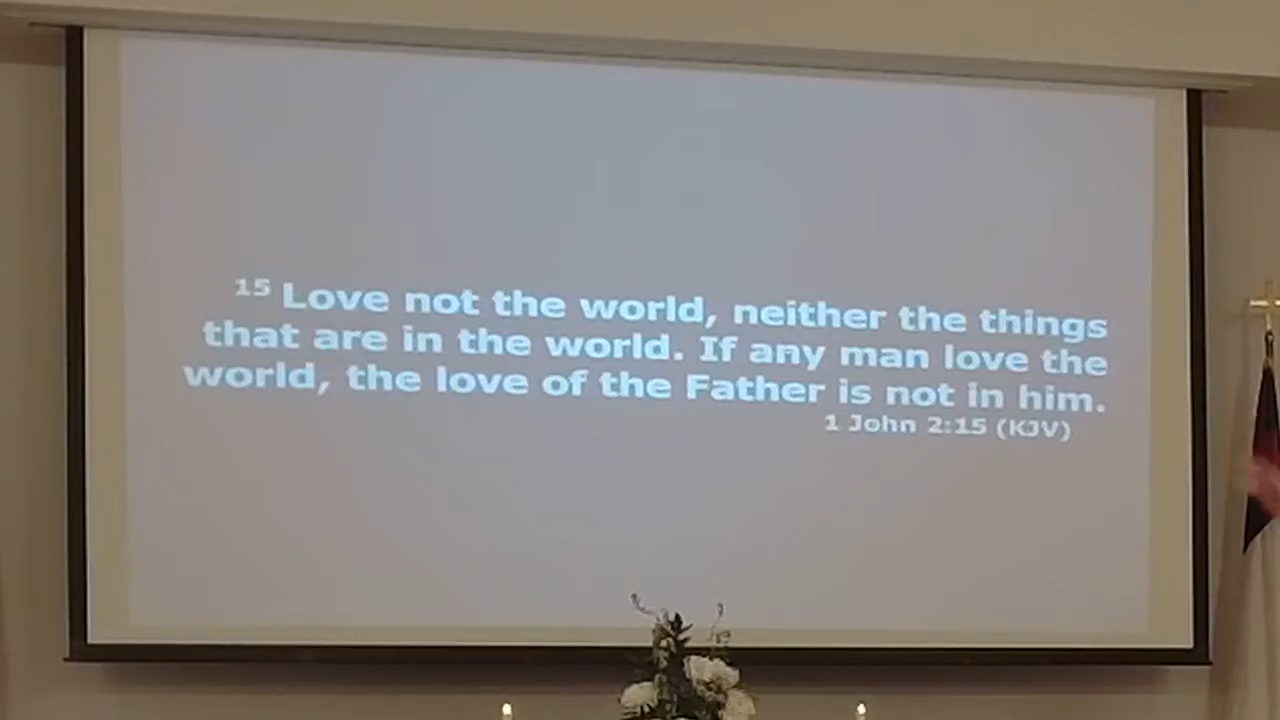 15 Love not the world, neither the things
that are in the world. If any man love the
world, the love of the Father is not in him.
1 John 2:15 (KJV)